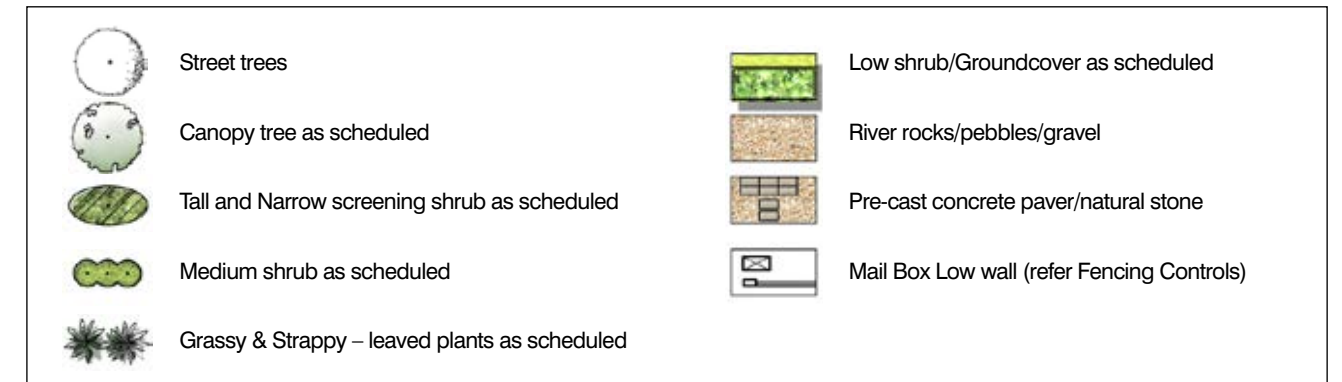 Street trees
Canopy tree as scheduled
Tall and Narrow screening shrub as scheduled
Medium shrub as scheduled
Grassy & Strappy – leaved plants as scheduled
Low shrub/Groundcover as scheduled
River rocks/pebbles/gravel
Pre-cast concrete paver/natural stone
Mail Box Low wall (refer Fencing Controls)